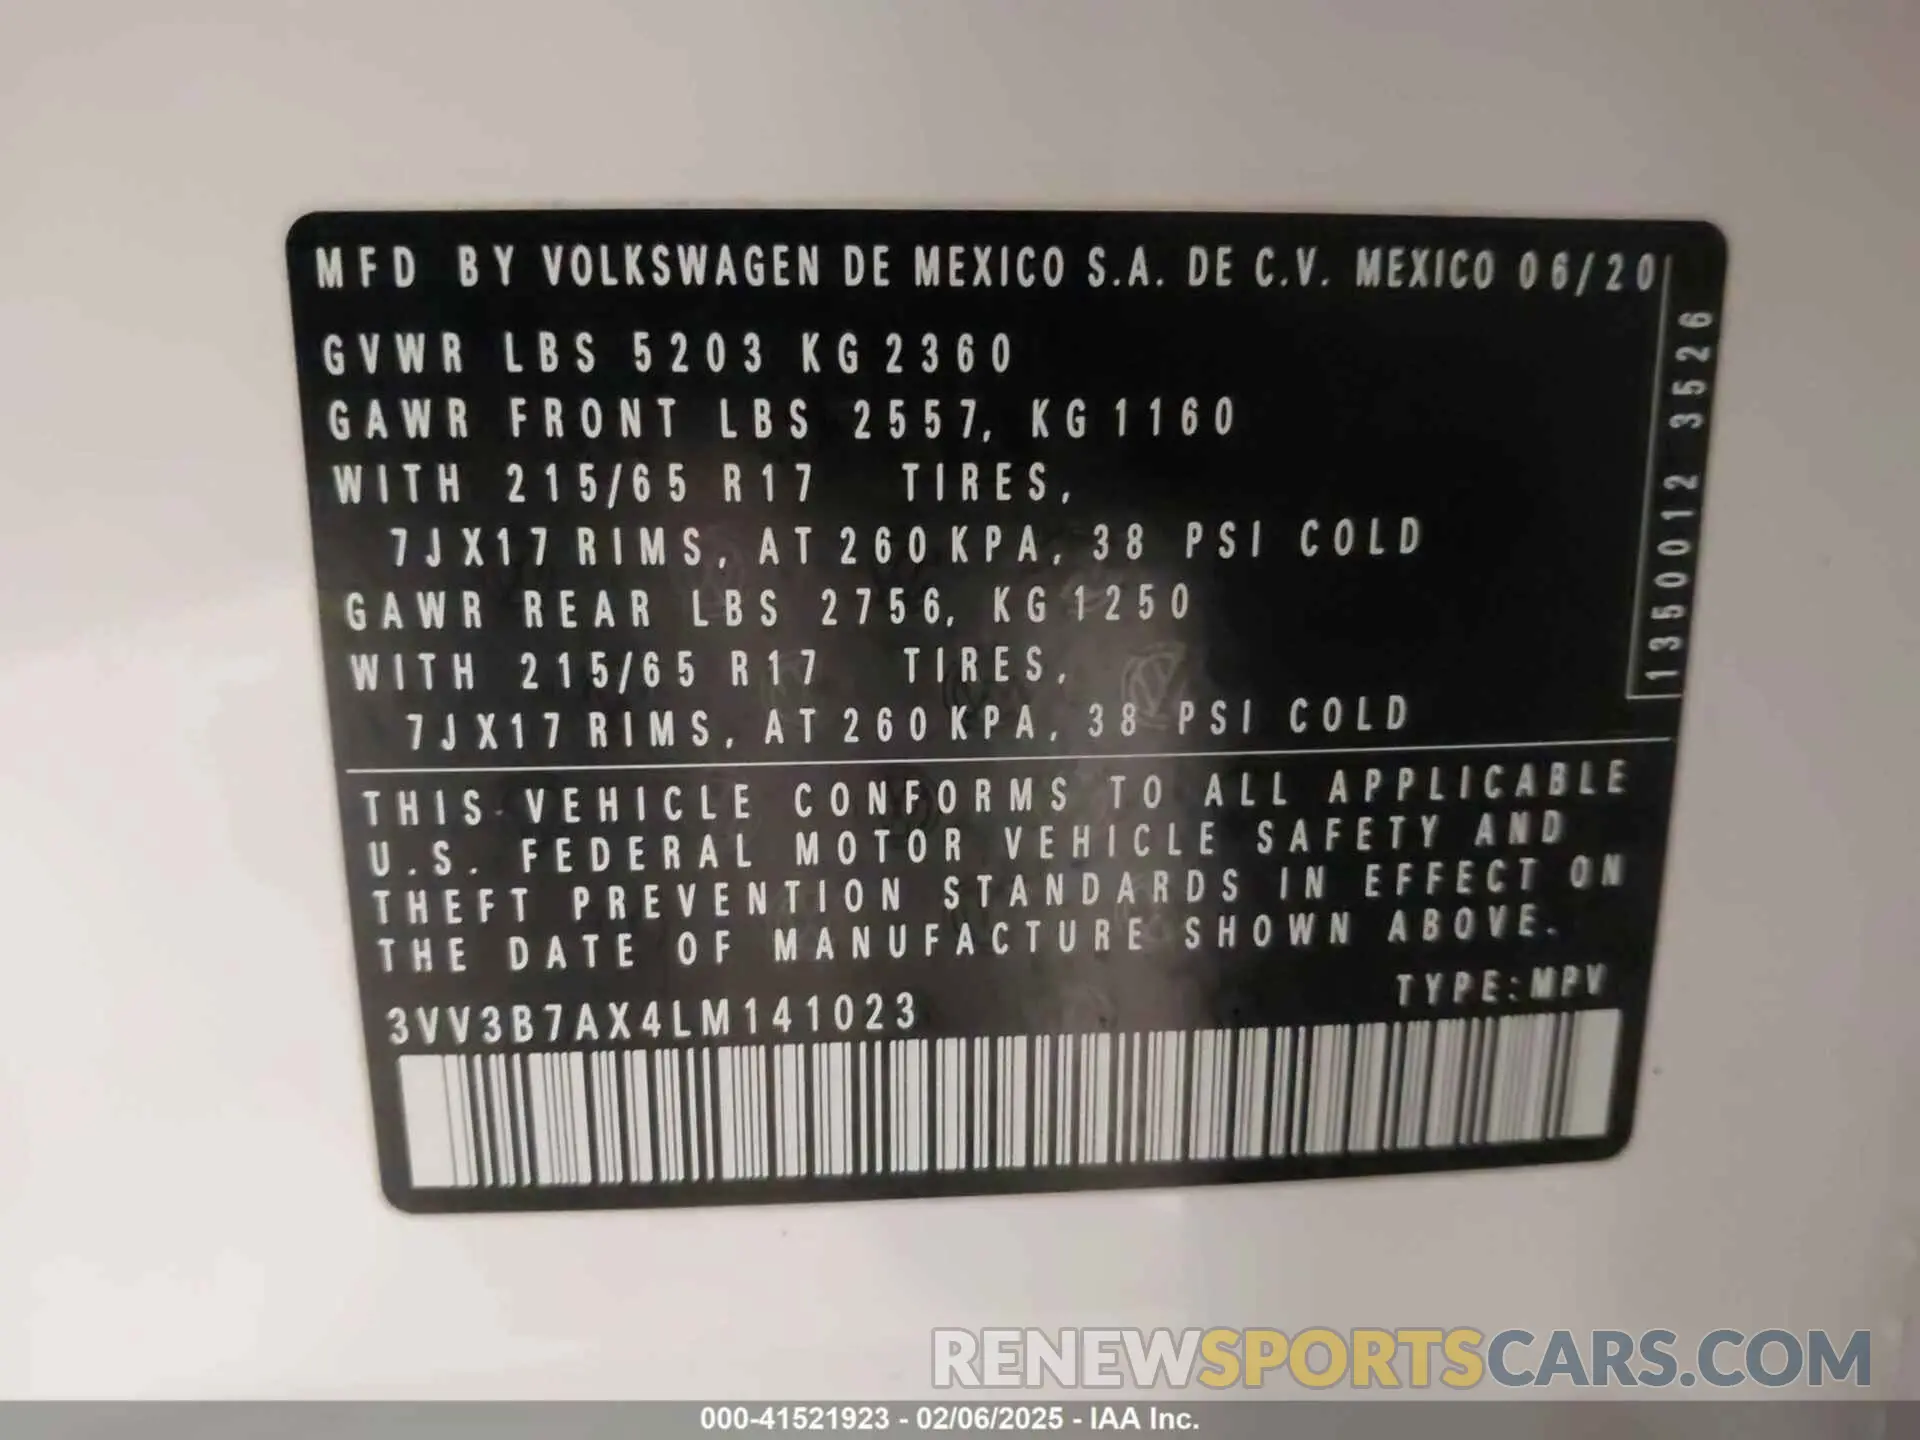 MFD BY VOLKSWAGEN DE MEXICO S.A. DE C.V. MEXICO 06/20
GVWR LBS 5203 KG 2360
GAWR FRONT LBS 2557, KG 1160
WITH 215/65 R17 TIRES,
7JX17 RIMS, AT 260 KPA, 38 PSI COLD
GAWR REAR LBS 2756, KG 1250
WITH 215/65 R17 TIRES,
7JX17 RIMS, AT 260 KPA, 38 PSI COLD
1350012 3526
THIS VEHICLE CONFORMS TO ALL APPLICABLE
U.S. FEDERAL MOTOR VEHICLE SAFETY AND
THEFT PREVENTION STANDARDS IN EFFECT ON
THE DATE OF MANUFACTURE SHOWN ABOVE.
TYPE:MPV
3VV3B7AX4LM141023
RENEWSPORTSCARS.COM
000-41521923 - 02/06/2025 - IAA Inc.